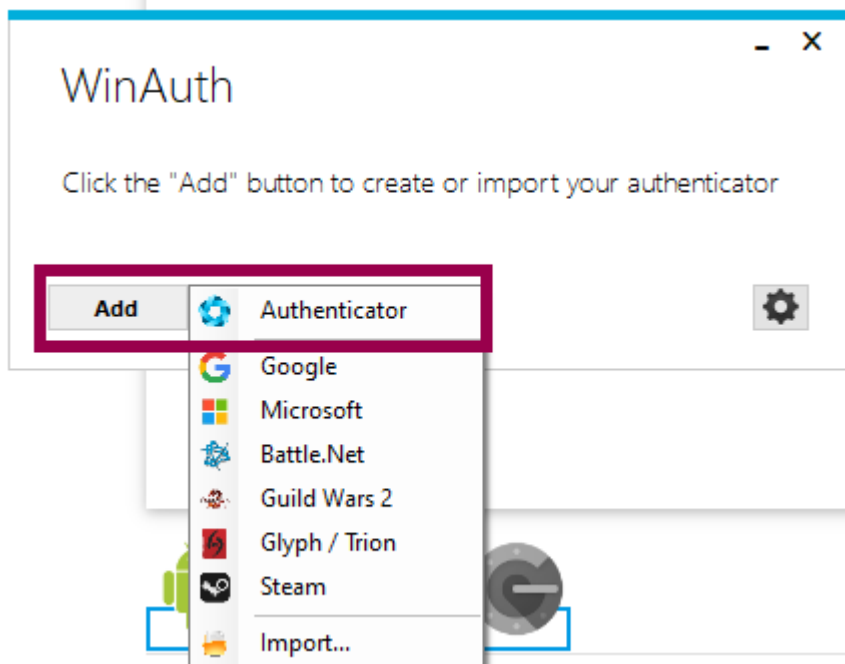 WinAuth
Click the "Add" button to create or import your authenticator
Add
Authenticator
Google
Microsoft
Battle.Net
Guild Wars 2
Glyph / Trion
Steam
Import...